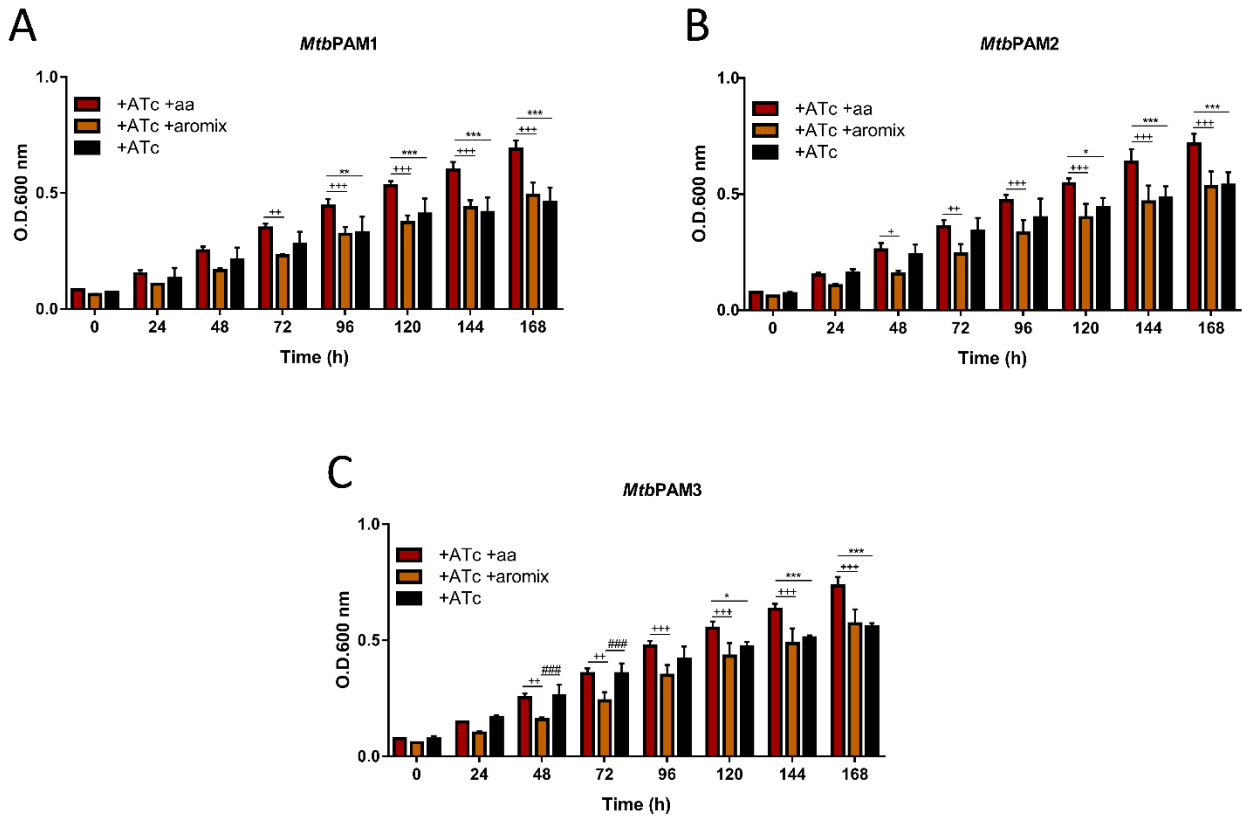 A
MtbPAM1
1.0
0.5
0.0
O.D.600 nm
+ATc +aa
+ATc +aromix
+ATc
++
**
+++
***
+++
***
+++
***
+++
0 24 48 72 96 120 144 168
Time (h)
B
MtbPAM2
1.0
0.5
0.0
O.D.600 nm
+ATc +aa
+ATc +aromix
+ATc
+
++
+++
*
+++
***
+++
***
+++
0 24 48 72 96 120 144 168
Time (h)
C
MtbPAM3
1.0
0.5
0.0
O.D.600 nm
+ATc +aa
+ATc +aromix
+ATc
++ ###
++ ###
+++
*
+++
***
+++
***
+++
0 24 48 72 96 120 144 168
Time (h)